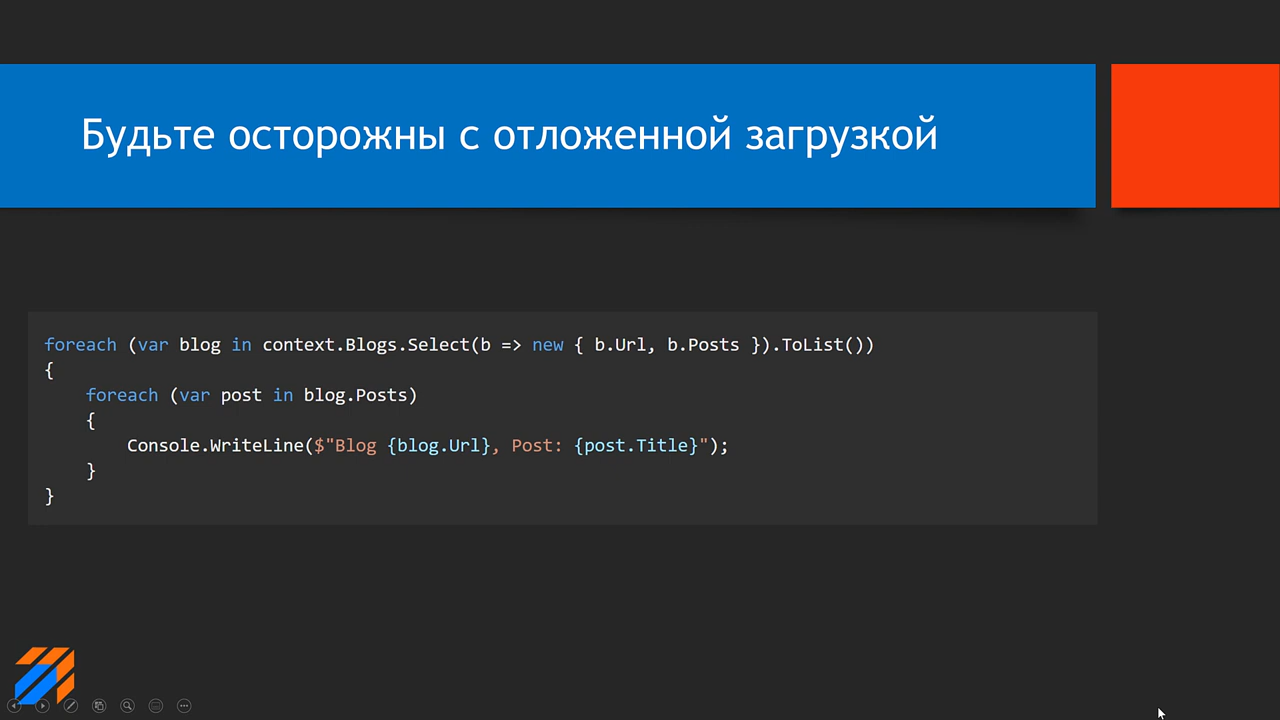 Будьте осторожны с отложенной загрузкой
foreach (var blog in context.Blogs.Select(b => new { b.Url, b.Posts }).ToList())
{
    foreach (var post in blog.Posts)
    {
        Console.WriteLine($"Blog {blog.Url}, Post: {post.Title}");
    }
}